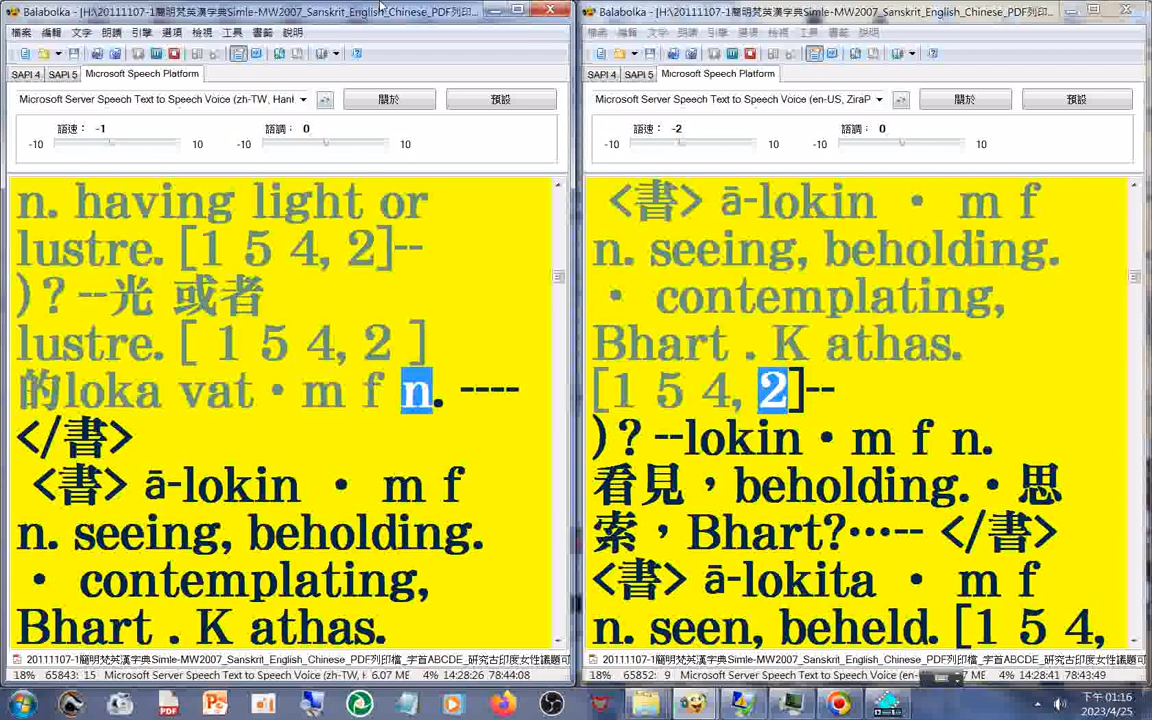 Balabolka - [H:\20111107-1簡明梵英漢字典Simle-MW2007_Sanskrit_English_Chinese_PDF列印...
檔案 編輯 文字 朗讀 引擎 選項 檢視 工具 書籤 說明
SAPI 4 SAPI 5 Microsoft Speech Platform
Microsoft Server Speech Text to Speech Voice (zh-TW, Hanl 關於 預設
語速： -1 語調： 0
-10 10 -10 10
n. having light or
lustre. [1 5 4, 2]--
)？--光 或者
lustre. [ 1 5 4, 2 ]
的loka vat・m f n. ----
</書>
<書> ā-lokin ・ m f
n. seeing, beholding.
・ contemplating,
Bhart . K athas.
20111107-1簡明梵英漢字典Simle-MW2007_Sanskrit_English_Chinese_PDF列印檔_字首ABCDE_研究古印度女性議題可
18% 65843: 15 Microsoft Server Speech Text to Speech Voice (zh-TW, H 6.07 ME 4% 14:28:26 78:44:08
Balabolka - [H:\20111107-1簡明梵英漢字典Simle-MW2007_Sanskrit_English_Chinese_PDF列印...
檔案 編輯 文字 朗讀 引擎 選項 檢視 工具 書籤 說明
SAPI 4 SAPI 5 Microsoft Speech Platform
Microsoft Server Speech Text to Speech Voice (en-US, ZiraP 關於 預設
語速： -2 語調： 0
-10 10 -10 10
<書> ā-lokin ・ m f
n. seeing, beholding.
・ contemplating,
Bhart . K athas.
[1 5 4, 2]--
)？--lokin・m f n.
看見，beholding.・思
索，Bhart?…-- </書>
<書> ā-lokita ・ m f
n. seen, beheld. [1 5 4,
20111107-1簡明梵英漢字典Simle-MW2007_Sanskrit_English_Chinese_PDF列印檔_字首ABCDE_研究古印度女性議題可
18% 65852: 9 Microsoft Server Speech Text to Speech Voice (en-U 4% 14:28:41 78:43:49
PDF
下午 01:16
2023/4/25